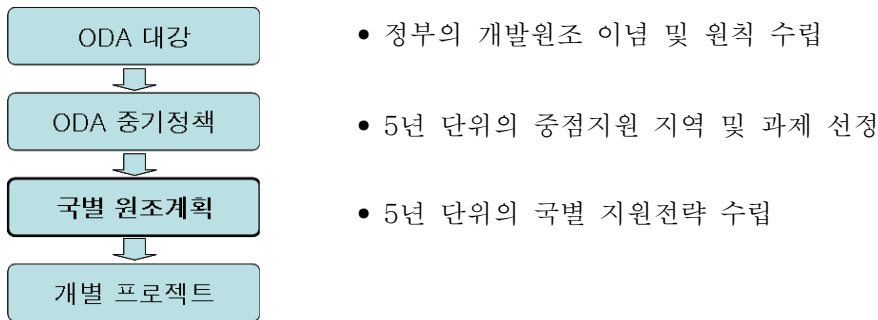 ODA 대강
• 정부의 개발원조 이념 및 원칙 수립
ODA 중기정책
• 5년 단위의 중점지원 지역 및 과제 선정
국별 원조계획
• 5년 단위의 국별 지원전략 수립
개별 프로젝트